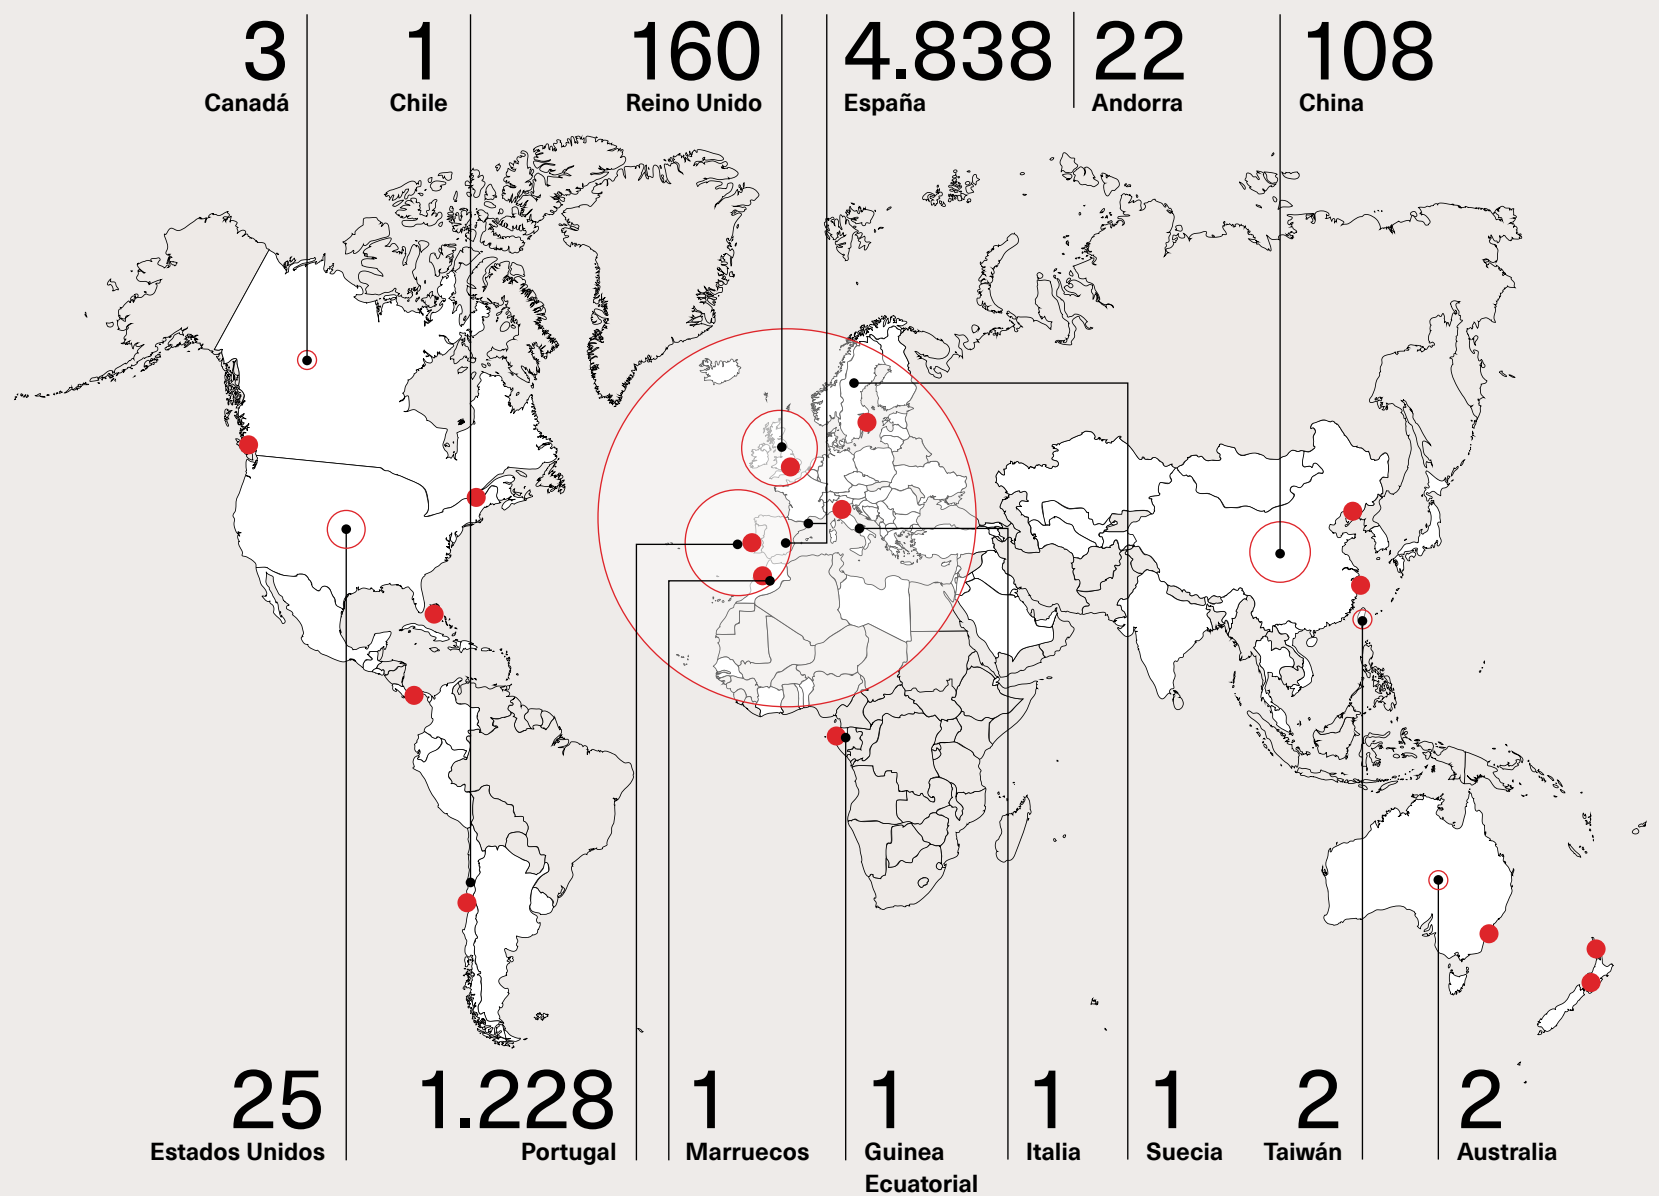 3
Canadá
1
Chile
160
Reino Unido
4.838
España
22
Andorra
108
China
25
Estados Unidos
1.228
Portugal
1
Marruecos
1
Guinea
Ecuatorial
1
Italia
1
Suecia
2
Taiwán
2
Australia